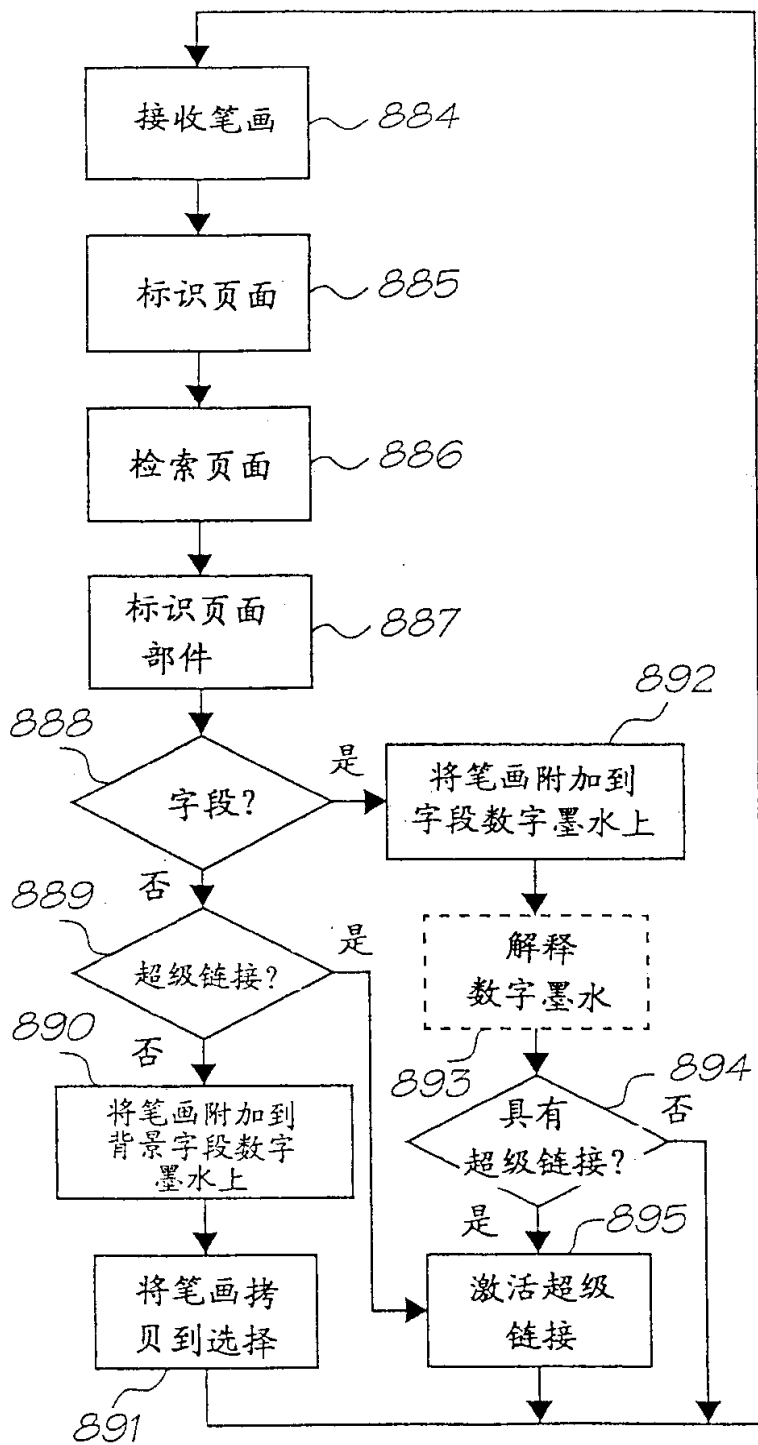 接收笔画
884
标识页面
885
检索页面
886
标识页面
部件
887
888
字段?
是
892
将笔画附加到
字段数字墨水上
否
889
超级链接?
是
解释
数字墨水
893
890
否
894
具有
超级链接?
否
将笔画附加到
背景字段数字
墨水上
是
895
将笔画拷
贝到选择
891
激活超级
链接